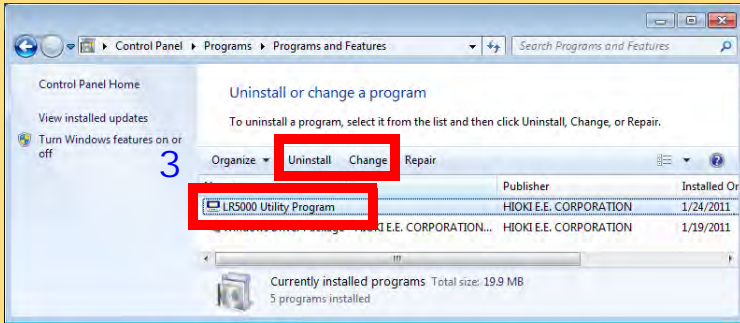 Control Panel Programs Programs and Features Search Programs and Features
Control Panel Home
View installed updates
Turn Windows features on or off
3
Uninstall or change a program
To uninstall a program, select it from the list and then click Uninstall, Change, or Repair.
Organize Uninstall Change Repair
Publisher Installed On
LR5000 Utility Program HIOKI E.E. CORPORATION 1/24/2011
E.E. CORPORATION... HIOKI E.E. CORPORATION 1/19/2011
Currently installed programs Total size: 19.9 MB
5 programs installed